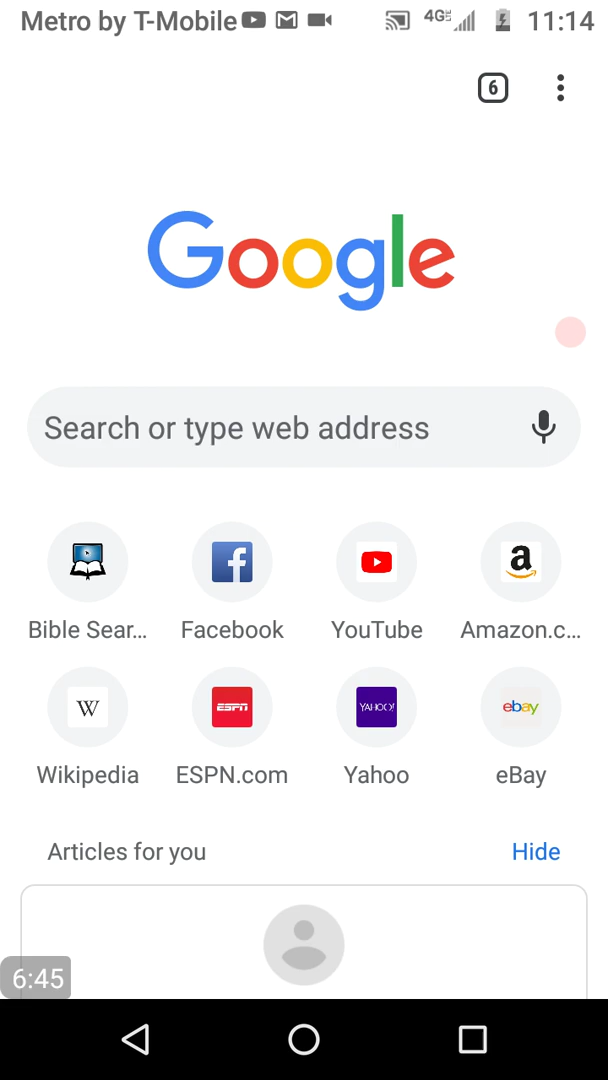 Metro by T-Mobile 4G LTE 11:14
6
Google
Search or type web address
Bible Sear... Facebook YouTube Amazon.c...
W ESPN YAHOO! ebay
Wikipedia ESPN.com Yahoo eBay
Articles for you Hide
6:45